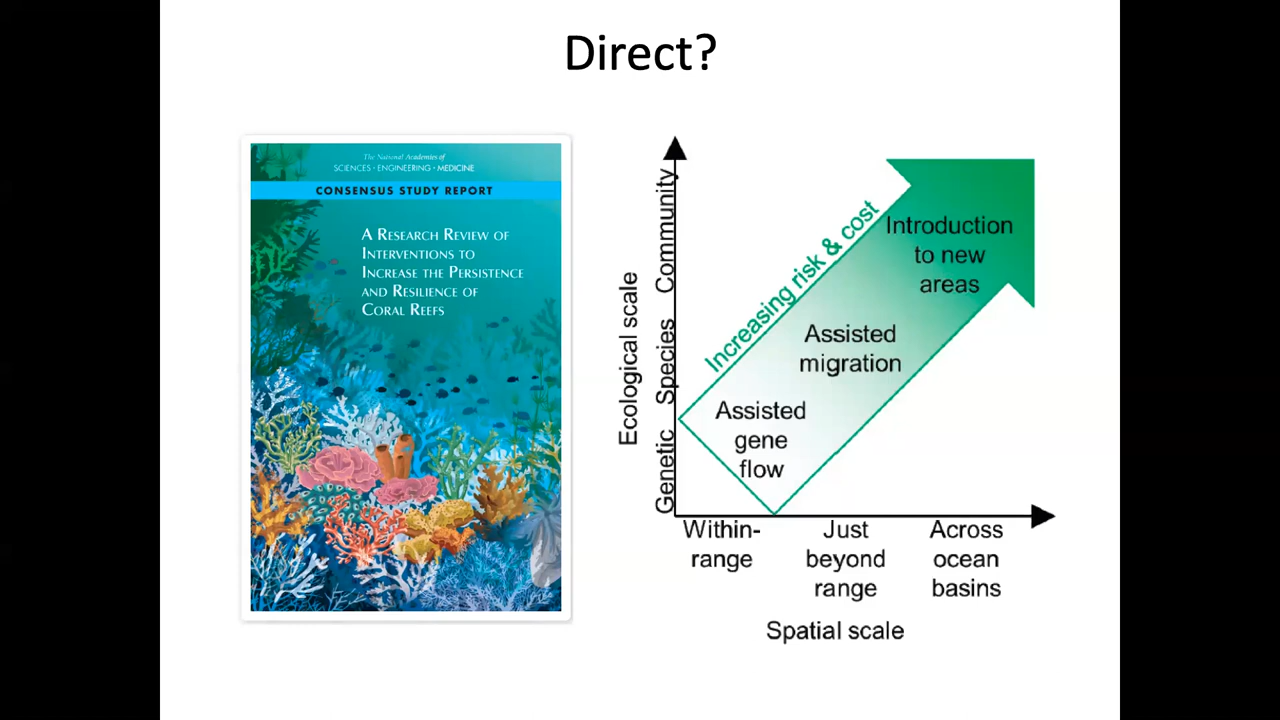 Direct?
The National Academies of
SCIENCES • ENGINEERING • MEDICINE
CONSENSUS STUDY REPORT
A RESEARCH REVIEW OF
INTERVENTIONS TO
INCREASE THE PERSISTENCE
AND RESILIENCE OF
CORAL REEFS
Ecological scale
Genetic Species Community
Increasing risk & cost
Introduction
to new
areas
Assisted
migration
Assisted
gene
flow
Within-
range
Just
beyond
range
Across
ocean
basins
Spatial scale